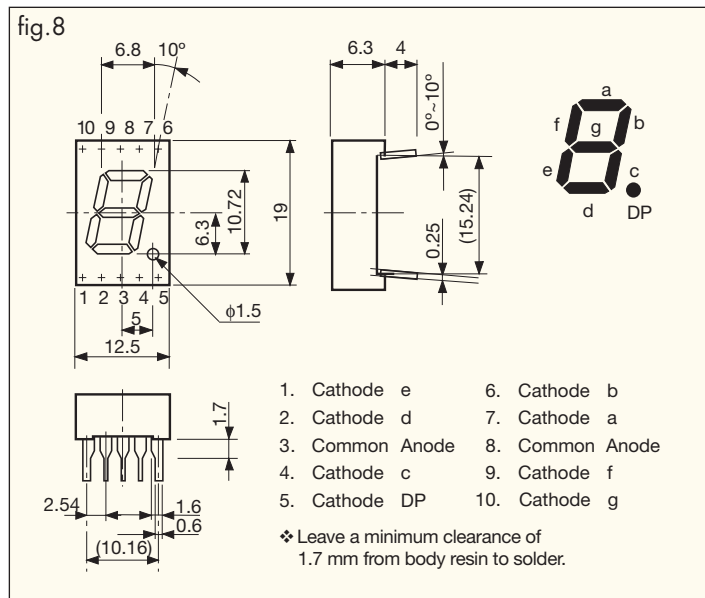 fig.8
6.8
10°
10 9 8 7 6
10.72
6.3
19
1 2 3 4 5
5
φ1.5
12.5
6.3
4
0°~10°
0.25
(15.24)
a
f
g
b
e
c
d
DP
1.7
2.54
1.6
0.6
(10.16)
1. Cathode e
2. Cathode d
3. Common Anode
4. Cathode c
5. Cathode DP
6. Cathode b
7. Cathode a
8. Common Anode
9. Cathode f
10. Cathode g
❖ Leave a minimum clearance of
1.7 mm from body resin to solder.